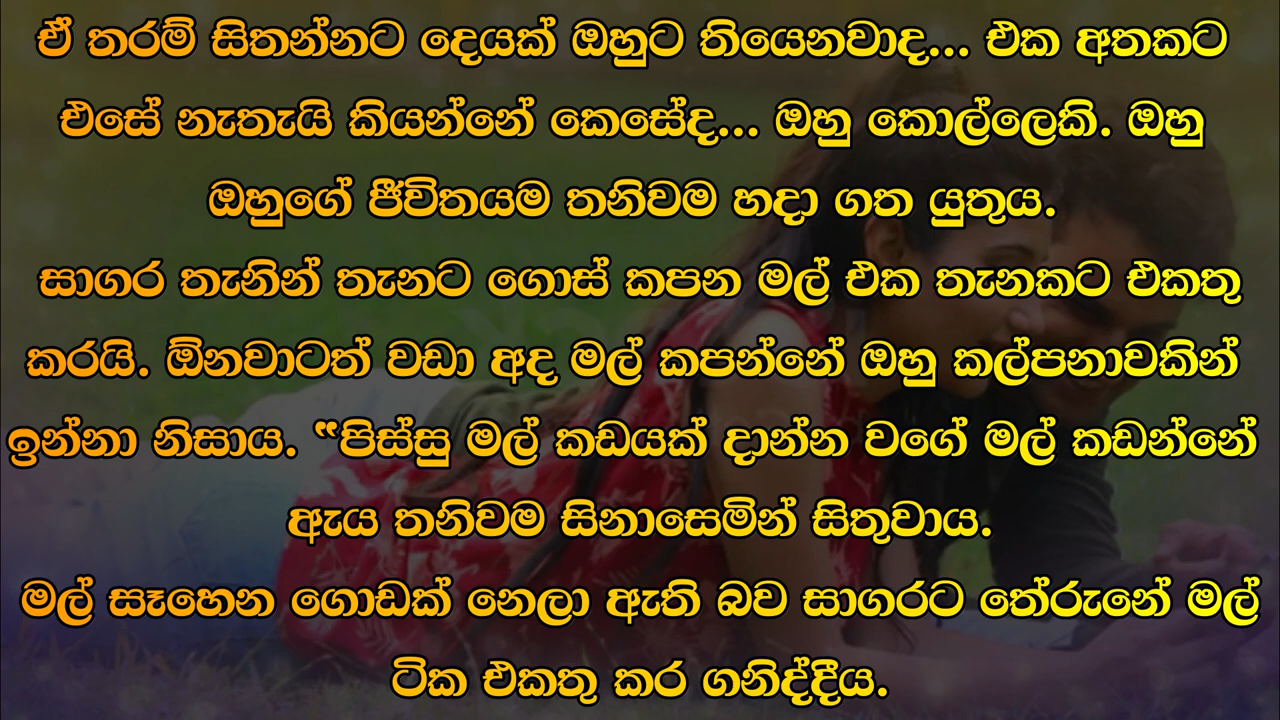 ඒ තරම් සිතන්නට දෙයක් ඔහුට තියෙනවාද... එක අතකට
එසේ නැතැයි කියන්නේ කෙසේද... ඔහු කොල්ලෙකි. ඔහු
ඔහුගේ ජීවිතයම තනිවම හදා ගත යුතුය.
සාගර තැනින් තැනට ගොස් කපන මල් එක තැනකට එකතු
කරයි. ඕනවාටත් වඩා අද මල් කපන්නේ ඔහු කල්පනාවකින්
ඉන්නා නිසාය. “පිස්සු මල් කඩයක් දාන්න වගේ මල් කඩන්නේ
ඇය තනිවම සිනාසෙමින් සිතුවාය.
මල් සෑහෙන ගොඩක් නෙලා ඇති බව සාගරට තේරුනේ මල්
ටික එකතු කර ගනිද්දීය.